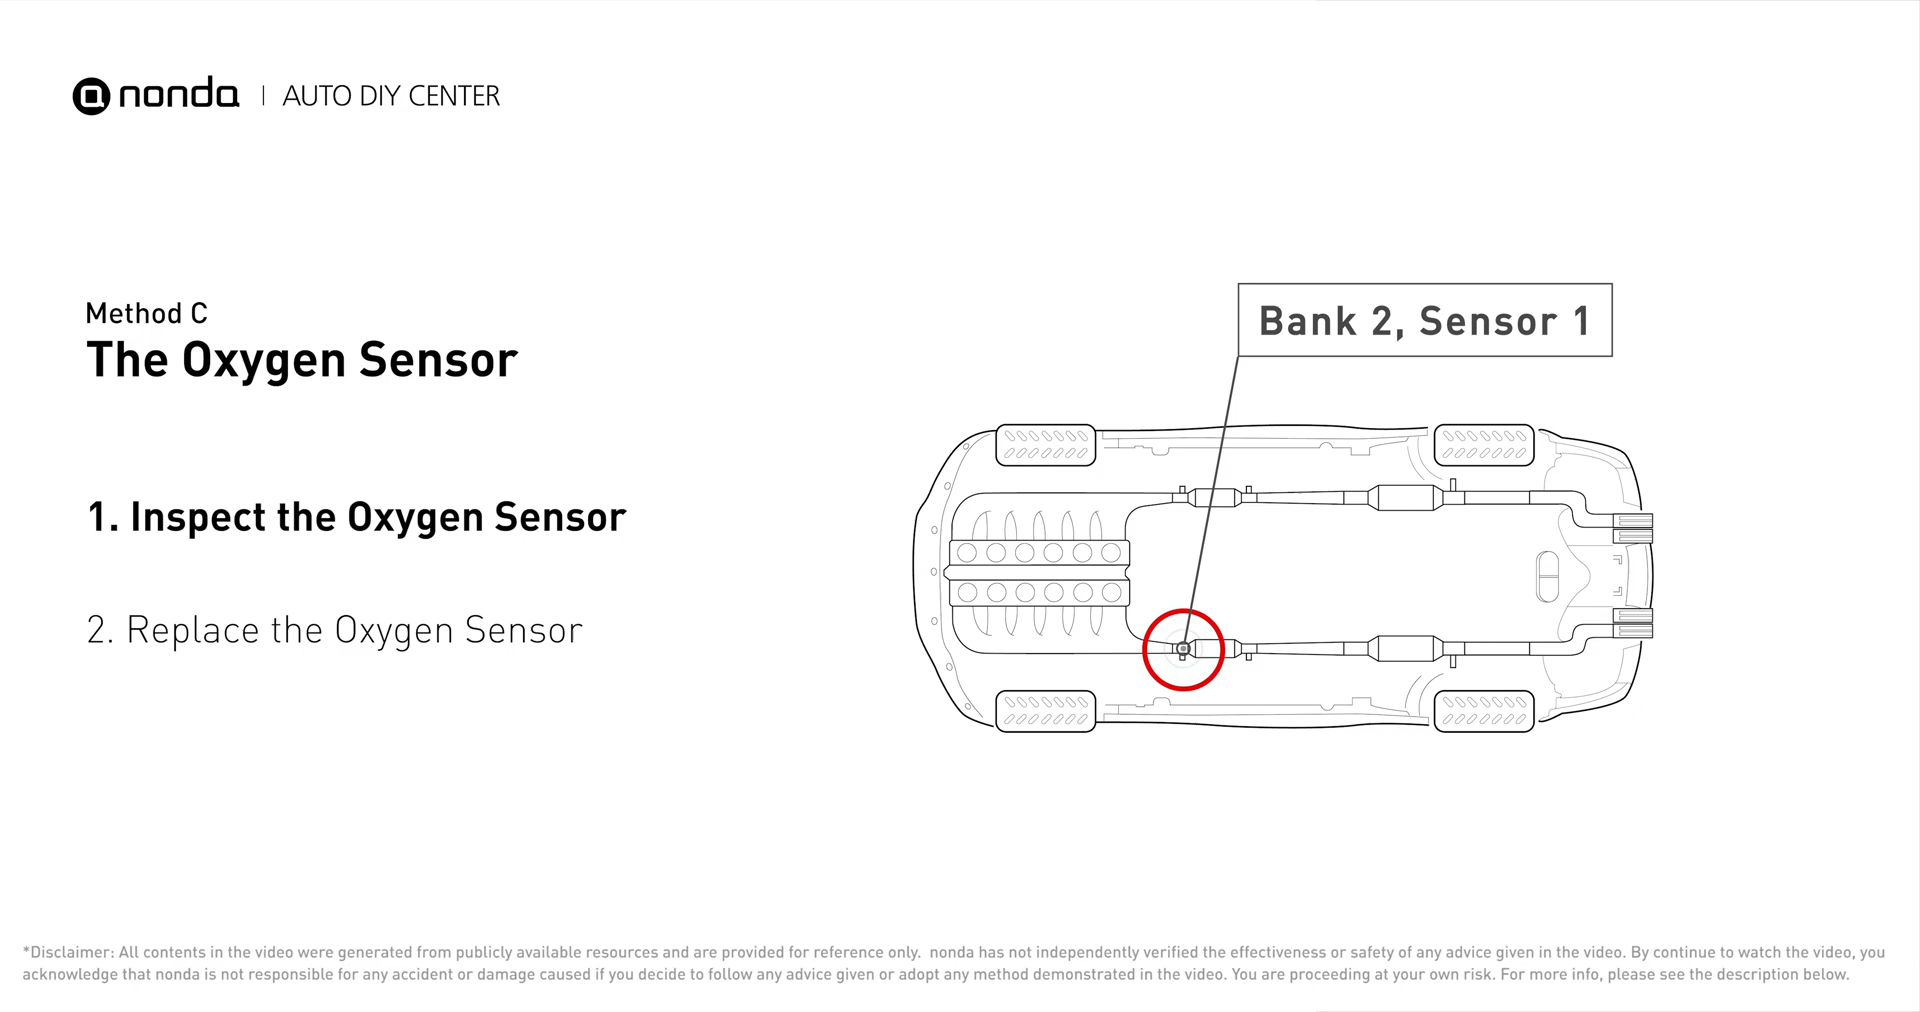 nonda | AUTO DIY CENTER
Method C
The Oxygen Sensor
1. Inspect the Oxygen Sensor
2. Replace the Oxygen Sensor
Bank 2, Sensor 1
*Disclaimer: All contents in the video were generated from publicly available resources and are provided for reference only. nonda has not independently verified the effectiveness or safety of any advice given in the video. By continue to watch the video, you
acknowledge that nonda is not responsible for any accident or damage caused if you decide to follow any advice given or adopt any method demonstrated in the video. You are proceeding at your own risk. For more info, please see the description below.